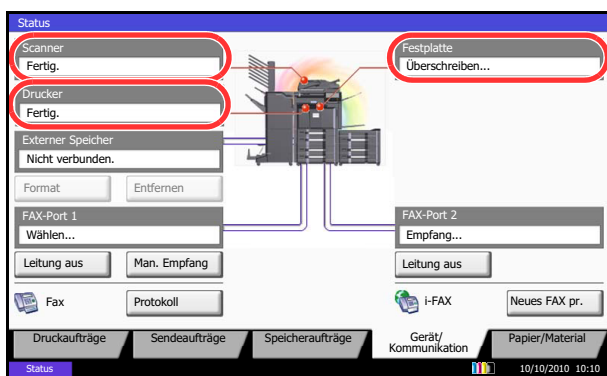 Status
Scanner
Fertig.
Festplatte
Überschreiben...
Drucker
Fertig.
Externer Speicher
Nicht verbunden.
Format
Entfernen
FAX-Port 1
Wählen...
FAX-Port 2
Empfang...
Leitung aus
Man. Empfang
Leitung aus
Fax
Protokoll
i-FAX
Neues FAX pr.
Druckaufträge
Sendeaufträge
Speicheraufträge
Gerät/
Kommunikation
Papier/Material
Status
10/10/2010 10:10